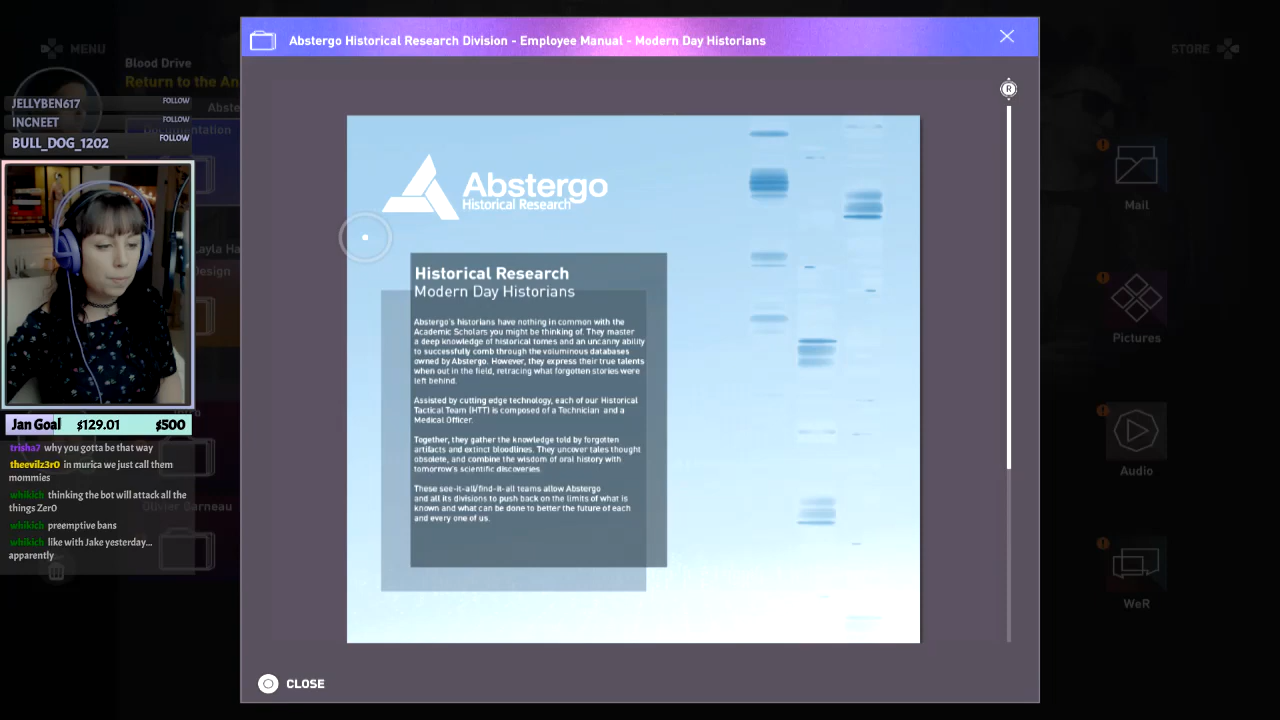 Abstergo Historical Research Division - Employee Manual - Modern Day Historians
MENU
STORE
Blood Drive
Return to the An
Abste
JELLYBEN617 FOLLOW
INCNEET FOLLOW
BULL_DOG_1202 FOLLOW
Documentation
Layla Ha
Design
Abstergo
Historical Research
Historical Research
Modern Day Historians
Abstergo's historians have nothing in common with the
Academic Scholars you might be thinking of. They master
a deep knowledge of historical tomes and an uncanny ability
to successfully comb through the voluminous databases
owned by Abstergo. However, they express their true talents
when out in the field, retracing what forgotten stories were
left behind.
Assisted by cutting edge technology, each of our Historical
Tactical Team (HTT) is composed of a Technician and a
Medical Officer.
Together, they gather the knowledge told by forgotten
artifacts and extinct bloodlines. They uncover tales thought
obsolete, and combine the wisdom of oral history with
tomorrow's scientific discoveries.
These see-it-all/find-it-all teams allow Abstergo
and all its divisions to push back on the limits of what is
known and what can be done to better the future of each
and every one of us.
R
Mail
Pictures
Audio
WeR
Jan Goal $129.01 $500
trisha7 why you gotta be that way
theevilz3r0 in murica we just call them
mommies
whikich thinking the bot will attack all the
things Zer0
Olivier Garneau
whikich preemptive bans
whikich like with Jake yesterday...
apparently
CLOSE